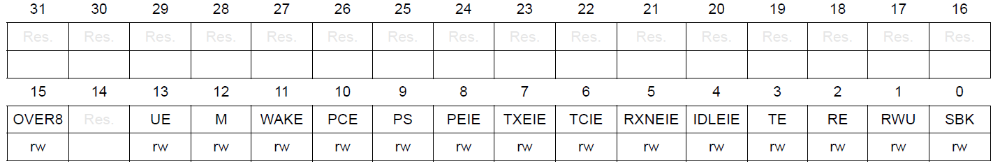 31 30 29 28 27 26 25 24 23 22 21 20 19 18 17 16
Res. Res. Res. Res. Res. Res. Res. Res. Res. Res. Res. Res. Res. Res. Res. Res.
15 14 13 12 11 10 9 8 7 6 5 4 3 2 1 0
OVER8 Res. UE M WAKE PCE PS PEIE TXEIE TCIE RXNEIE IDLEIE TE RE RWU SBK
rw rw rw rw rw rw rw rw rw rw rw rw rw rw rw